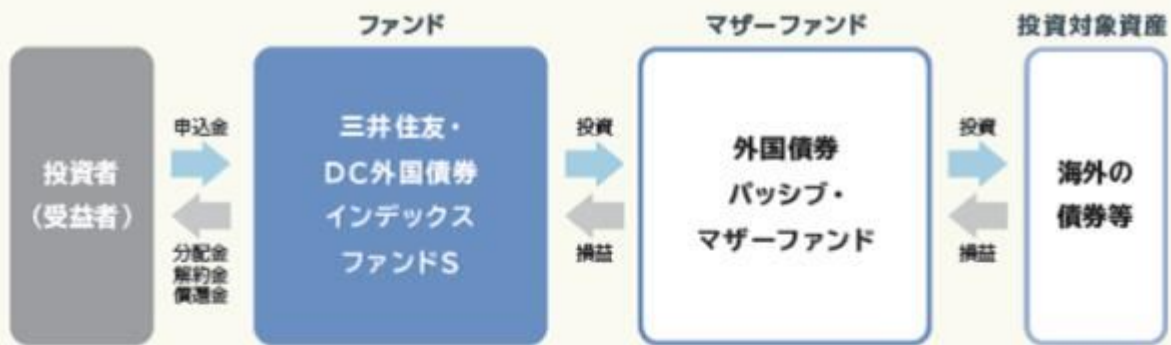 ファンド
マザーファンド
投資対象資産
投資者
（受益者）
申込金
分配金
解約金
償還金
三井住友・
DC外国債券
インデックス
ファンドS
投資
損益
外国債券
パッシブ・
マザーファンド
投資
損益
海外の
債券等